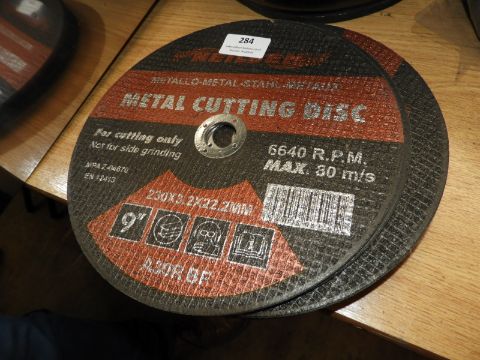 284
METALLO-METAL-STAHL-METAUX
METAL CUTTING DISC
For cutting only
Not for side grinding
6640 R.P.M.
MAX. 80 m/s
EN 12413
230X3.2X22.2MM
9"
A30R BF